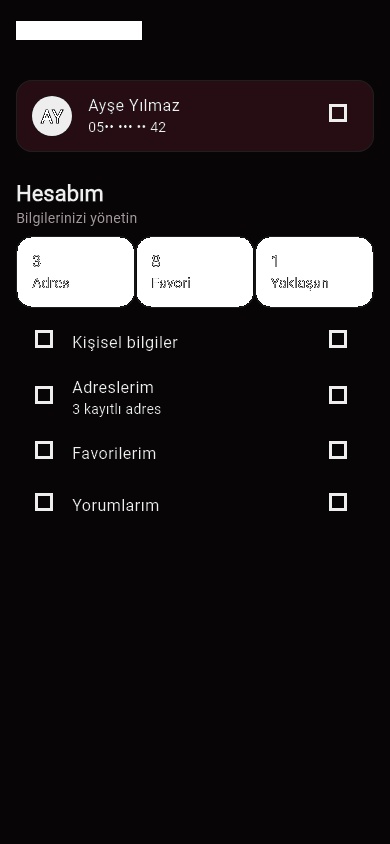 AY
Ayşe Yılmaz
05•• ••• •• 42
Hesabım
Bilgilerinizi yönetin
3
Adres
8
Favori
1
Yaklaşan
Kişisel bilgiler
Adreslerim
3 kayıtlı adres
Favorilerim
Yorumlarım